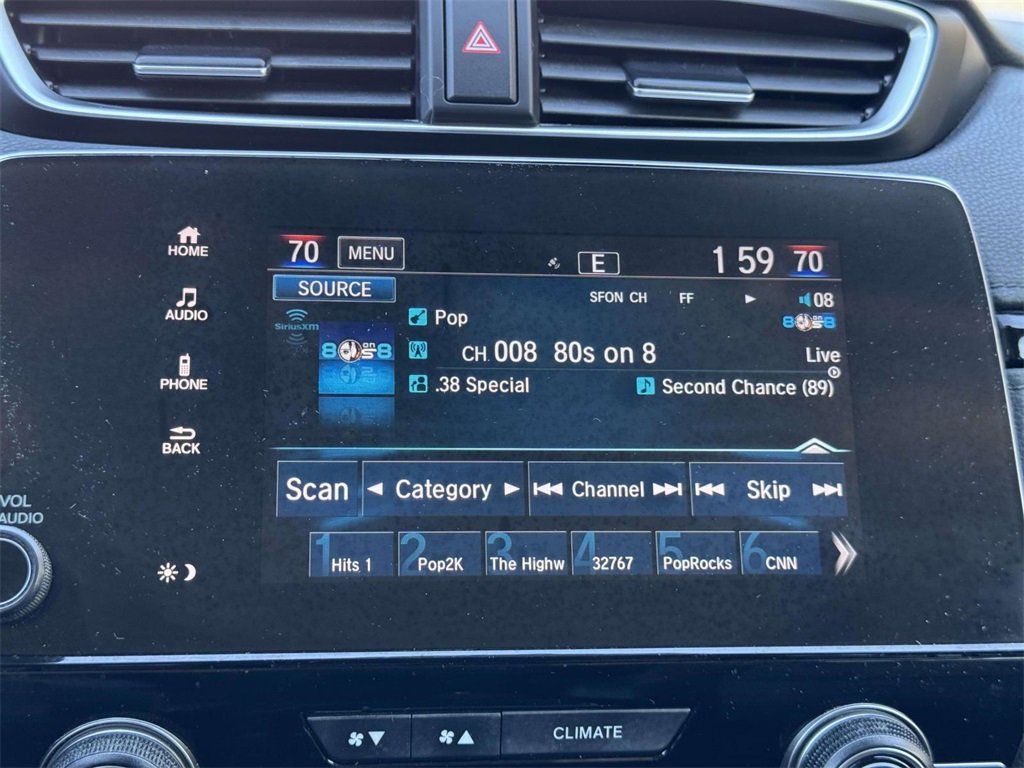 HOME
AUDIO
PHONE
BACK
VOL
AUDIO
70 MENU E 1 59 70
SOURCE SFON CH FF 08
SiriusXM Pop 8on8
8on8 CH 008 80s on 8 Live
.38 Special Second Chance (89)
Scan Category Channel Skip
1 Hits 1 2 Pop2K 3 The Highw 4 32767 5 PopRocks 6 CNN
CLIMATE